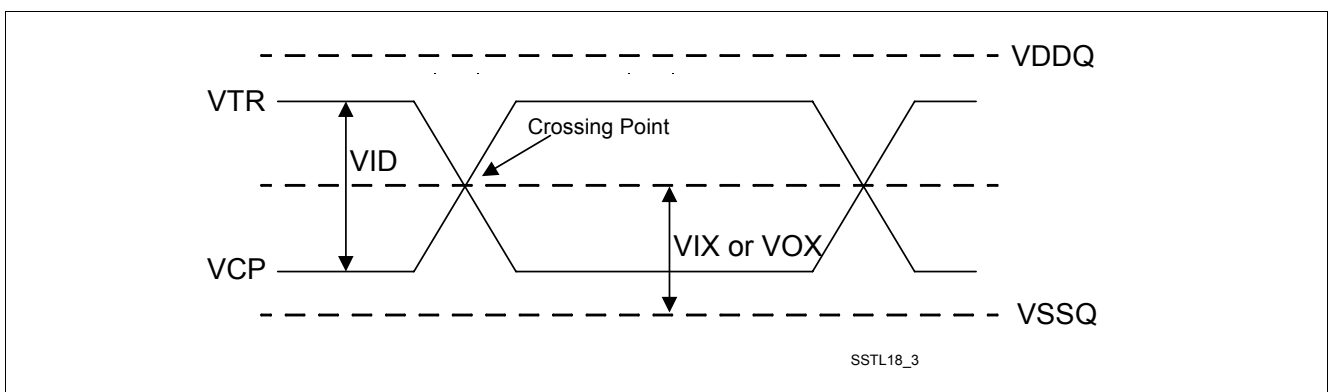 VDDQ
VTR
Crossing Point
VID
VIX or VOX
VCP
VSSQ
SSTL18_3